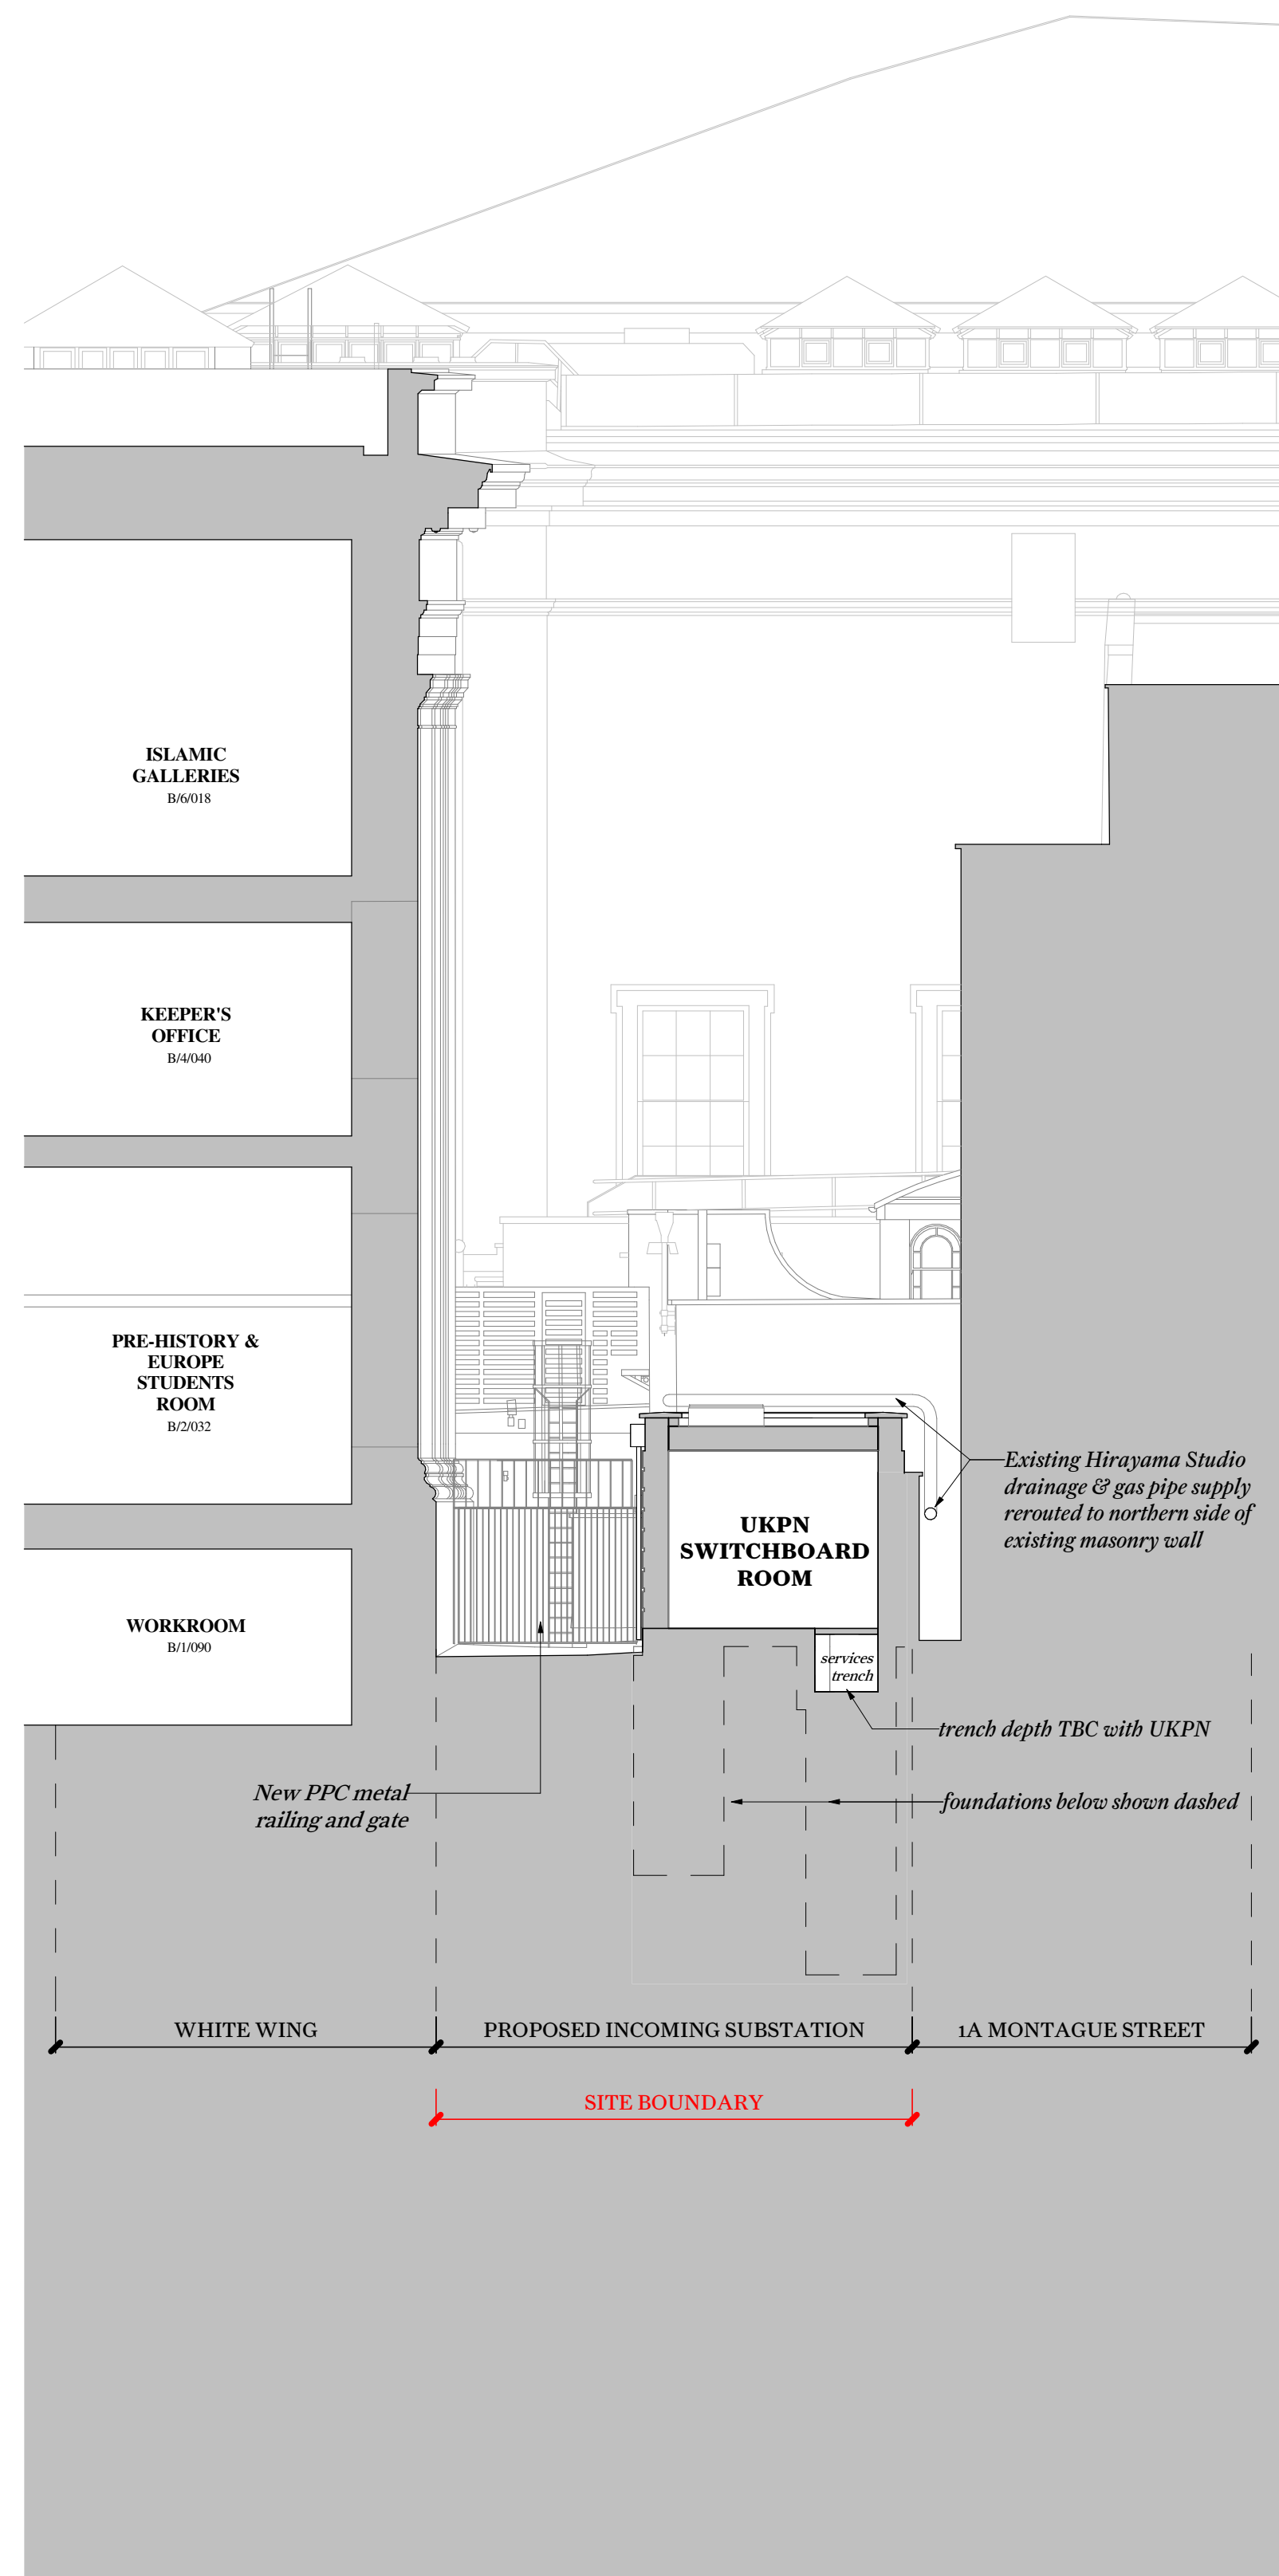 ISLAMIC
GALLERIES
B/6/018
KEEPER'S
OFFICE
B/4/040
PRE-HISTORY &
EUROPE
STUDENTS
ROOM
B/2/032
Existing Hirayama Studio
drainage & gas pipe supply
rerouted to northern side of
existing masonry wall
UKPN
SWITCHBOARD
ROOM
WORKROOM
B/1/090
services
trench
trench depth TBC with UKPN
New PPC metal
railing and gate
foundations below shown dashed
WHITE WING
PROPOSED INCOMING SUBSTATION
1A MONTAGUE STREET
SITE BOUNDARY